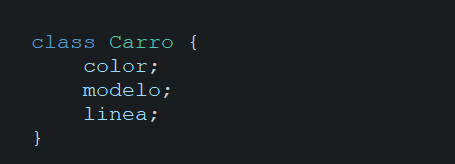 class Carro {
    color;
    modelo;
    linea;
}